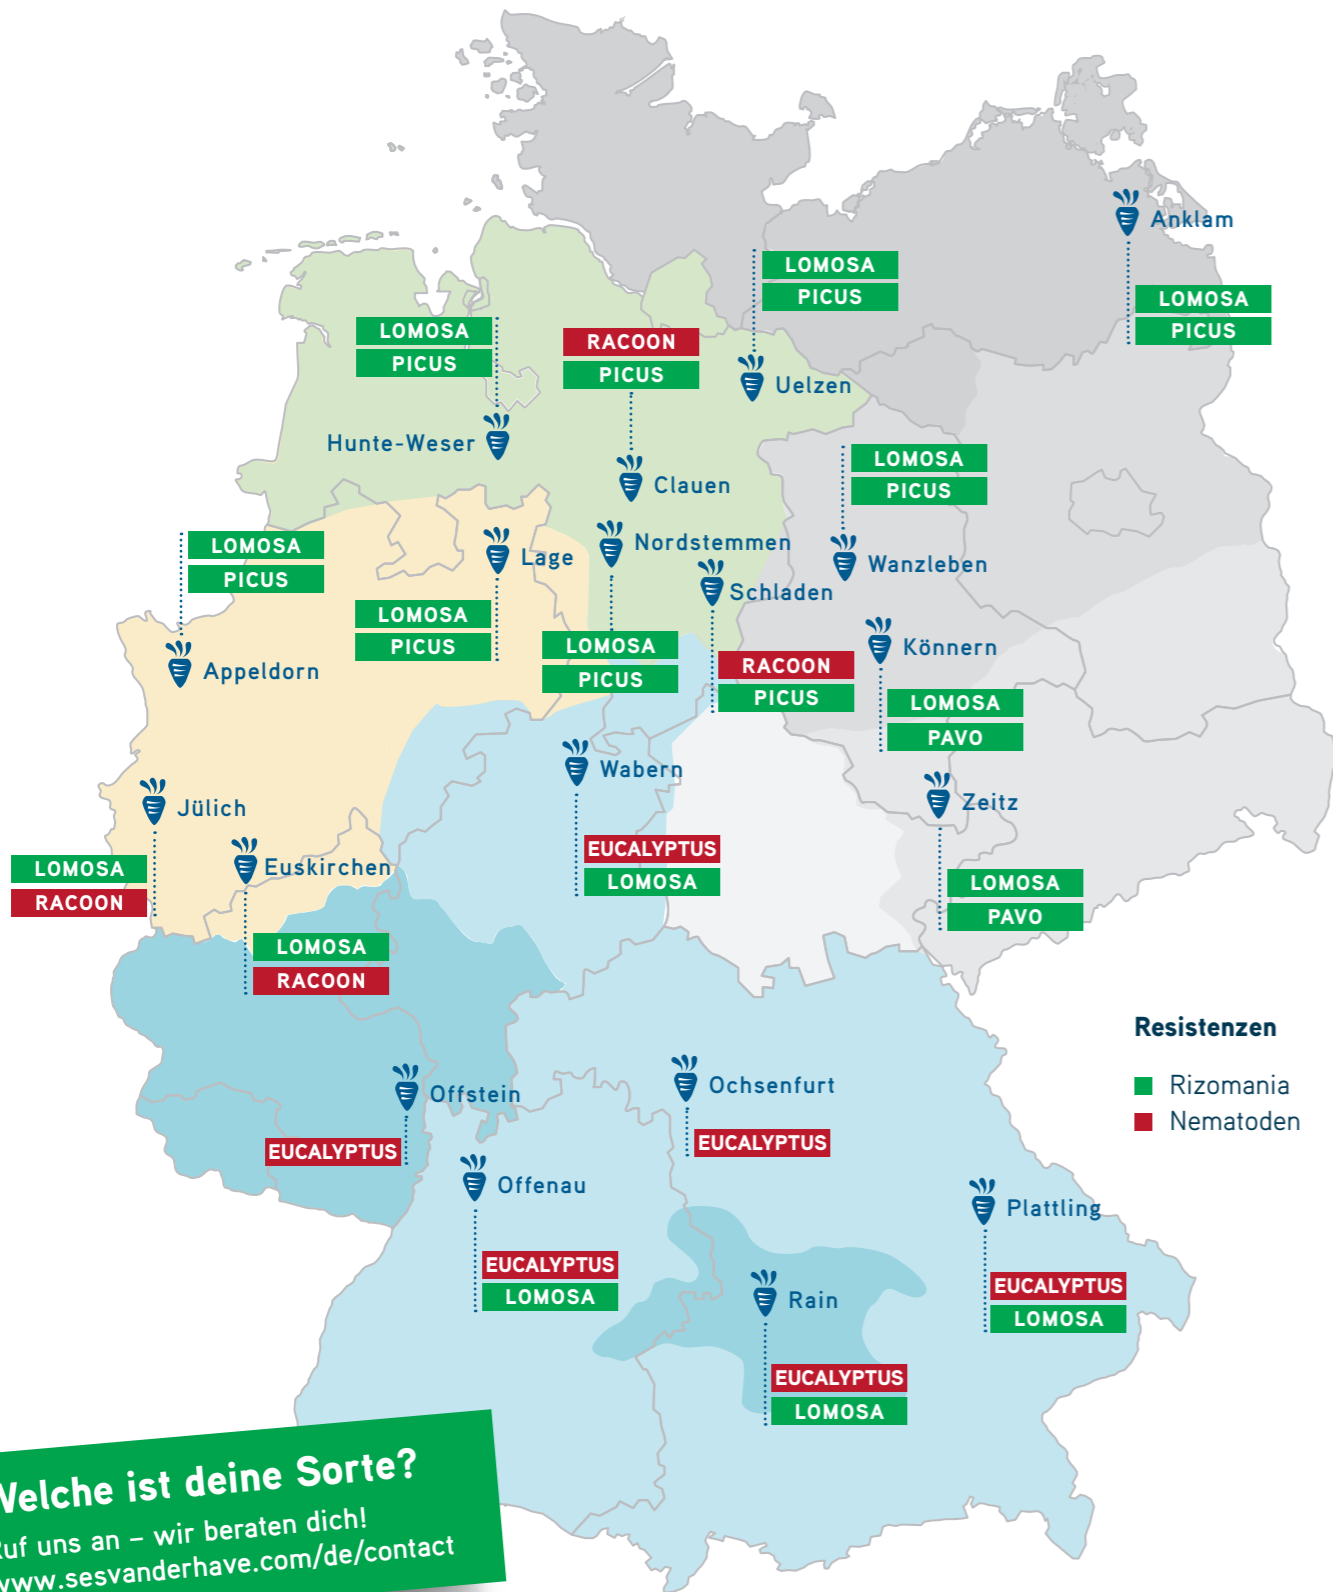 Anklam
LOMOSA
PICUS
LOMOSA
PICUS
Uelzen
LOMOSA
PICUS
Hunte-Weser
RACOON
PICUS
Clauen
LOMOSA
PICUS
Wanzleben
LOMOSA
PICUS
Appeldorn
Lage
LOMOSA
PICUS
Nordstemmen
LOMOSA
PICUS
Schladen
RACOON
PICUS
Könnern
LOMOSA
PAVO
Wabern
EUCALYPTUS
LOMOSA
Zeitz
LOMOSA
PAVO
Jülich
LOMOSA
RACOON
Euskirchen
LOMOSA
RACOON
Resistenzen
Rizomania
Nematoden
Offstein
EUCALYPTUS
Ochsenfurt
EUCALYPTUS
Offenau
EUCALYPTUS
LOMOSA
Plattling
EUCALYPTUS
LOMOSA
Rain
EUCALYPTUS
LOMOSA
Welche ist deine Sorte?
Ruf uns an – wir beraten dich!
www.sesvanderhave.com/de/contact